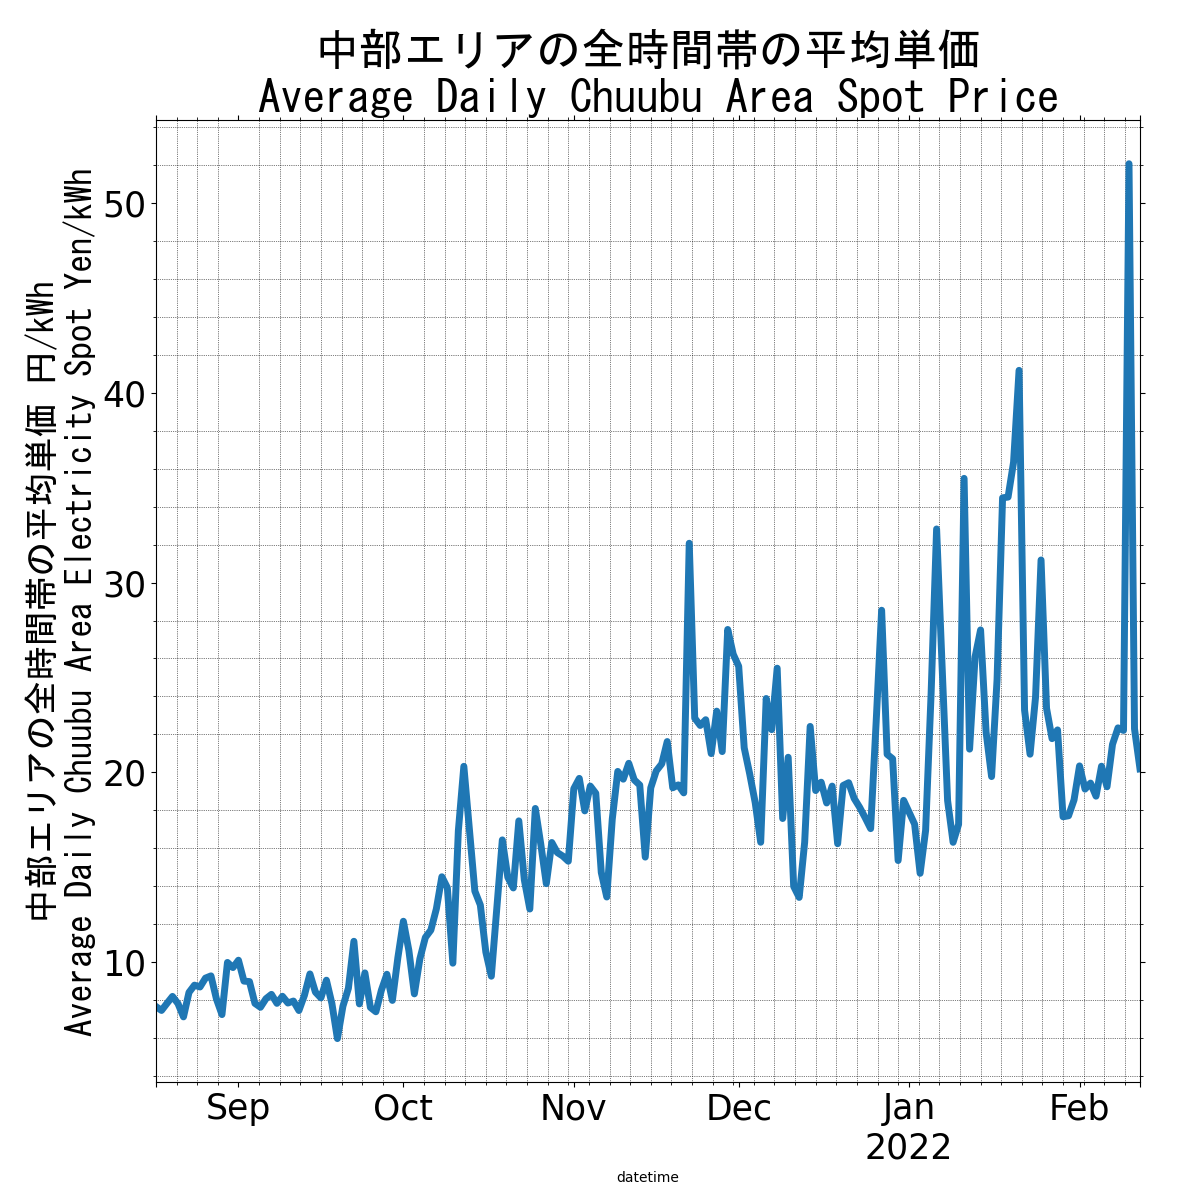 中部エリアの全時間帯の平均単価
Average Daily Chuubu Area Spot Price
中部エリアの全時間帯の平均単価 円/kWh
Average Daily Chuubu Area Electricity Spot Yen/kWh
50
40
30
20
10
Sep
Oct
Nov
Dec
Jan
2022
Feb
datetime